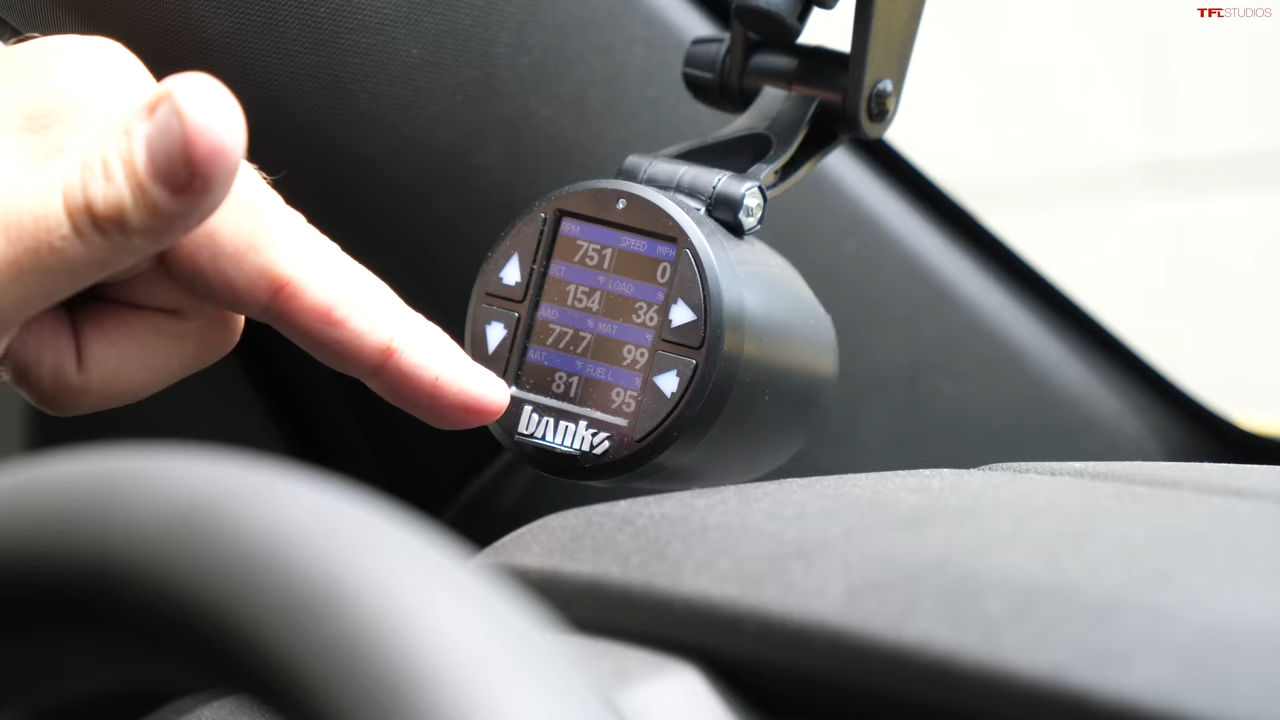 TFLSTUDIOS
RPM SPEED MPH
751 0
ECT °F LOAD %
154 36
AAD % MAT °F
77.7 99
AAT °F FUEL L %
81 95
banks